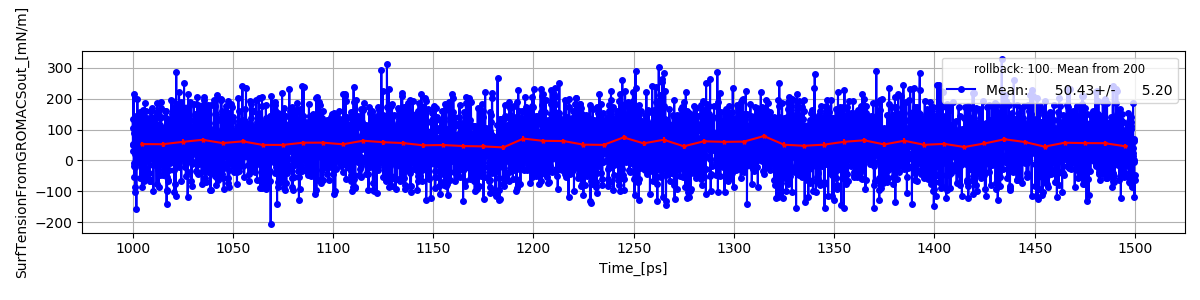 SurfTensionFromGROMACSout_[mN/m]
300
200
100
0
−100
−200
rollback: 100. Mean from 200
Mean: 50.43+/- 5.20
1000 1050 1100 1150 1200 1250 1300 1350 1400 1450 1500
Time_[ps]